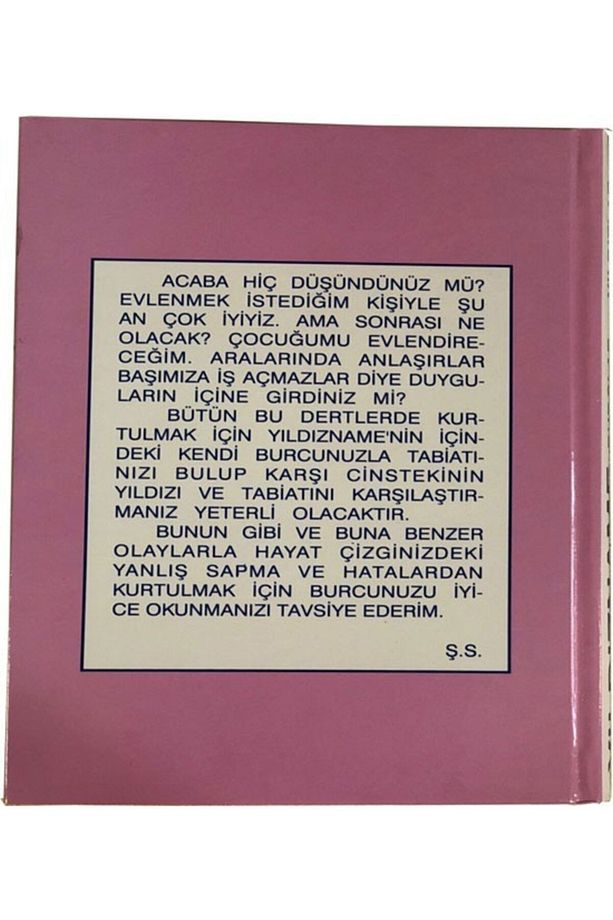 ACABA HİÇ DÜŞÜNDÜNÜZ MÜ?
EVLENMEK İSTEDİĞİM KİŞİYLE ŞU
AN ÇOK İYİYİZ. AMA SONRASI NE
OLACAK? ÇOCUĞUMU EVLENDİRE-
CEĞİM. ARALARINDA ANLAŞIRLAR
BAŞIMIZA İŞ AÇMAZLAR DİYE DUYGU-
LARIN İÇİNE GİRDİNİZ Mİ?
BÜTÜN BU DERTLERDE KUR-
TULMAK İÇİN YILDIZNAME'NİN İÇİN-
DEKİ KENDİ BURCUNUZLA TABİATI-
NIZI BULUP KARŞI CİNSTEKİNİN
YILDIZI VE TABİATINI KARŞILAŞTIR-
MANIZ YETERLİ OLACAKTIR.
BUNUN GİBİ VE BUNA BENZER
OLAYLARLA HAYAT ÇİZGİNİZDEKİ
YANLIŞ SAPMA VE HATALARDAN
KURTULMAK İÇİN BURCUNUZU İYİ-
CE OKUNMANIZI TAVSİYE EDERİM.
Ş.S.